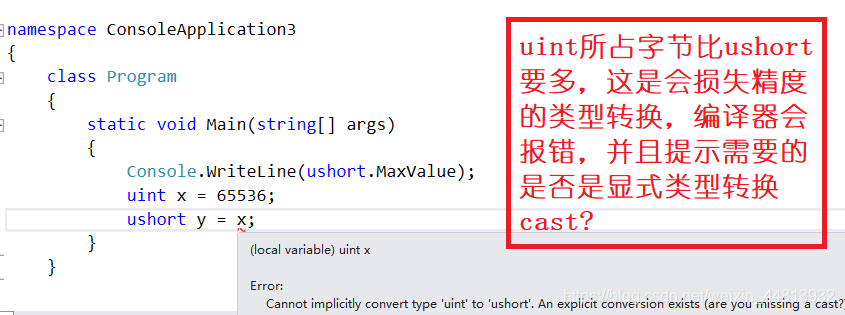 namespace ConsoleApplication3
{
class Program
{
static void Main(string[] args)
{
Console.WriteLine(ushort.MaxValue);
uint x = 65536;
ushort y = x;
}
}
(local variable) uint x
Error:
Cannot implicitly convert type 'uint' to 'ushort'. An explicit conversion exists (are you missing a cast?)
uint所占字节比ushort
要多，这是会损失精度
的类型转换，编译器会
报错，并且提示需要的
是否是显式类型转换
cast?
https://blog.csdn.net/weixin_44813932